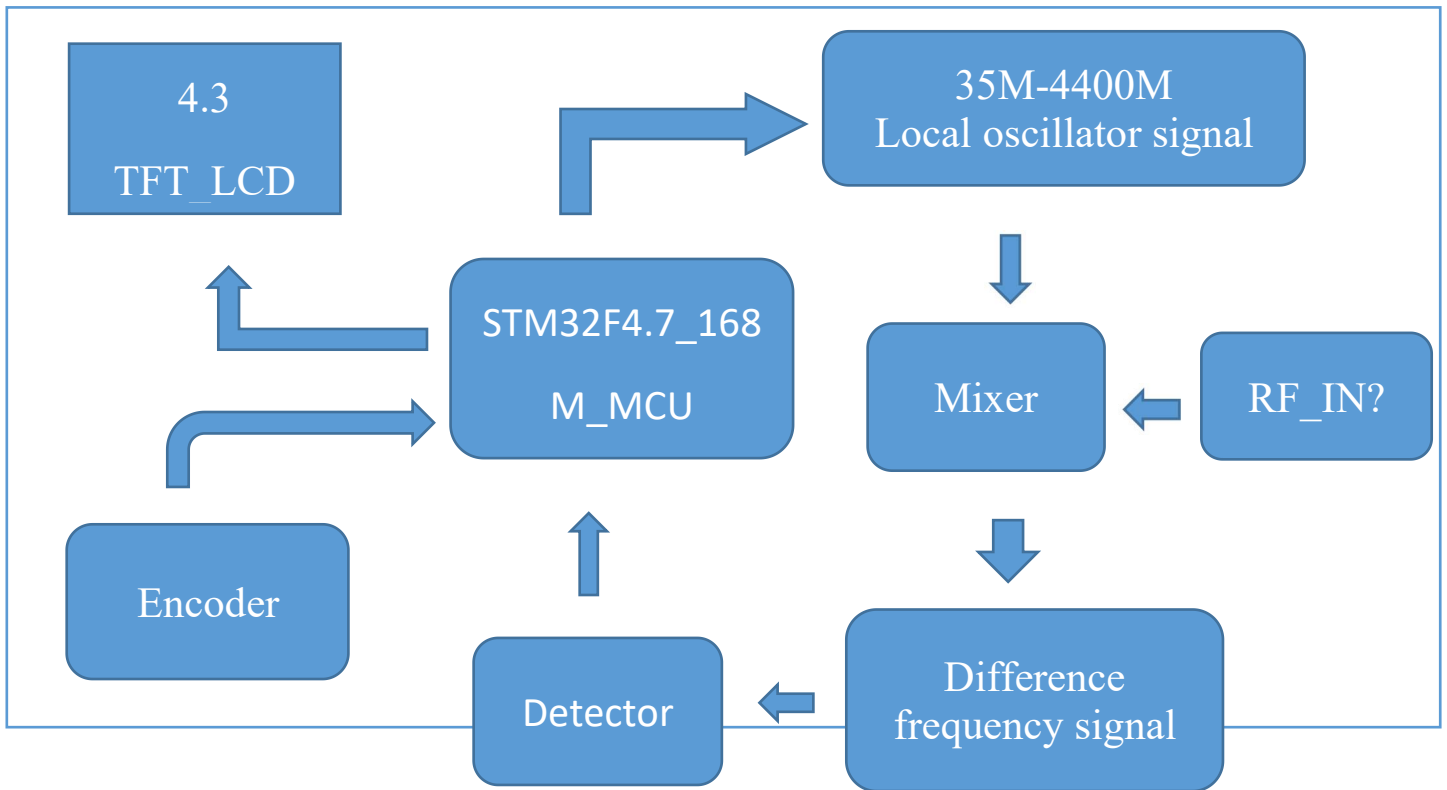 4.3
TFT_LCD
35M-4400M
Local oscillator signal
STM32F4.7_168
M_MCU
Mixer
RF_IN?
Encoder
Detector
Difference
frequency signal